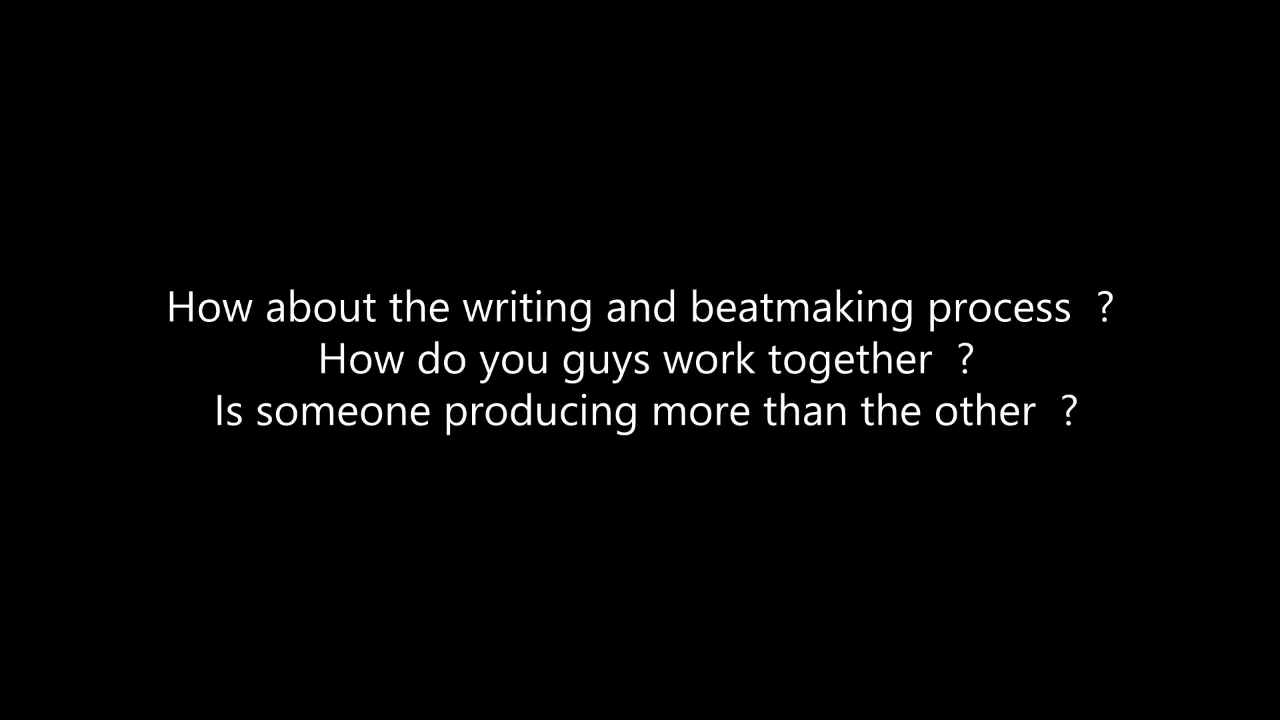 How about the writing and beatmaking process  ?
How do you guys work together  ?
Is someone producing more than the other  ?